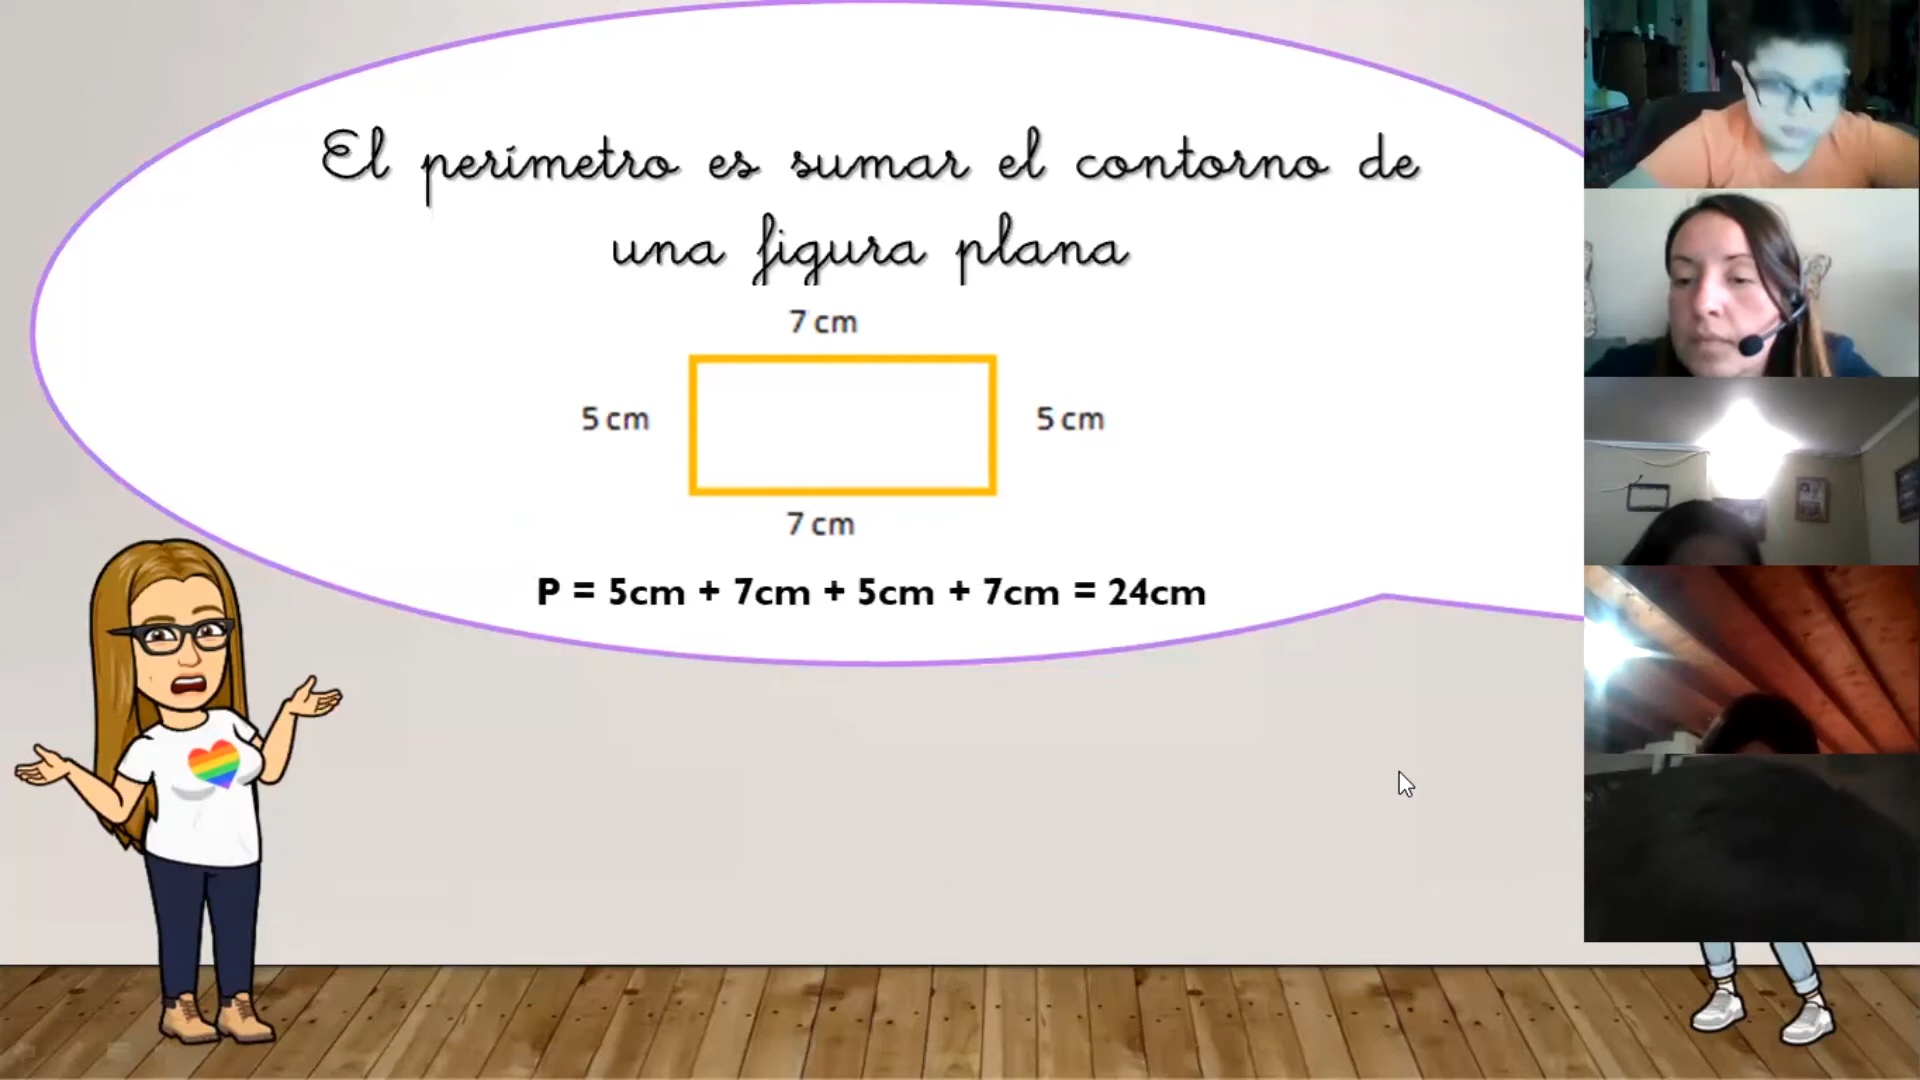 El perímetro es sumar el contorno de
una figura plana
7 cm
5 cm
5 cm
7 cm
P = 5cm + 7cm + 5cm + 7cm = 24cm